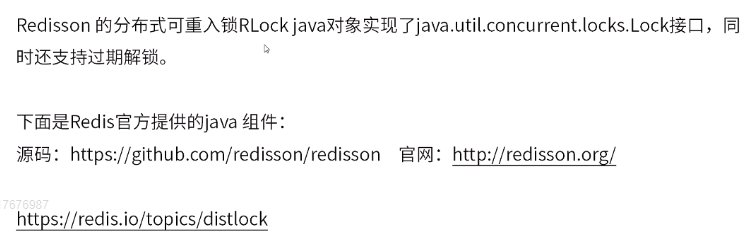 Redisson 的分布式可重入锁RLock java对象实现了java.util.concurrent.locks.Lock接口，同
时还支持过期解锁。
下面是Redis官方提供的java 组件：
源码：https://github.com/redisson/redisson 官网：http://redisson.org/
7676987
https://redis.io/topics/distlock